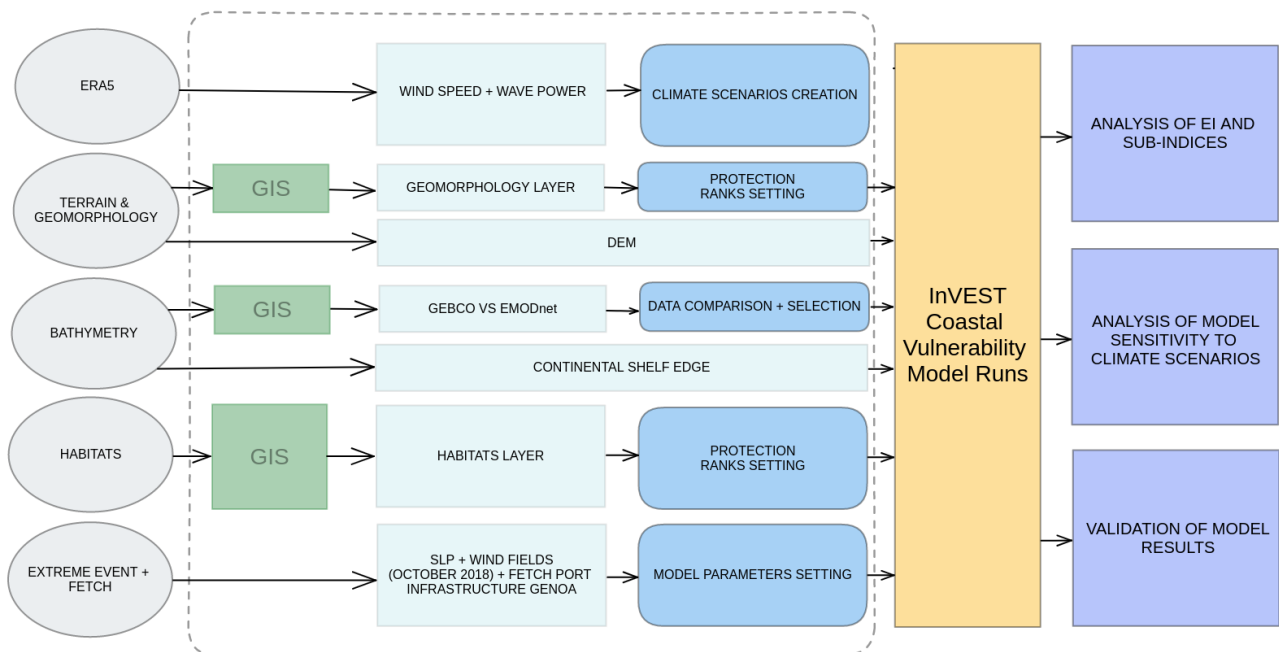 ERA5
WIND SPEED + WAVE POWER
CLIMATE SCENARIOS CREATION
TERRAIN &
GEOMORPHOLOGY
GIS
GEOMORPHOLOGY LAYER
PROTECTION
RANKS SETTING
DEM
BATHYMETRY
GIS
GEBCO VS EMODnet
DATA COMPARISON + SELECTION
CONTINENTAL SHELF EDGE
HABITATS
GIS
HABITATS LAYER
PROTECTION
RANKS SETTING
EXTREME EVENT +
FETCH
SLP + WIND FIELDS
(OCTOBER 2018) + FETCH PORT
INFRASTRUCTURE GENOA
MODEL PARAMETERS SETTING
InVEST
Coastal
Vulnerability
Model Runs
ANALYSIS OF EI AND
SUB-INDICES
ANALYSIS OF MODEL
SENSITIVITY TO
CLIMATE SCENARIOS
VALIDATION OF MODEL
RESULTS